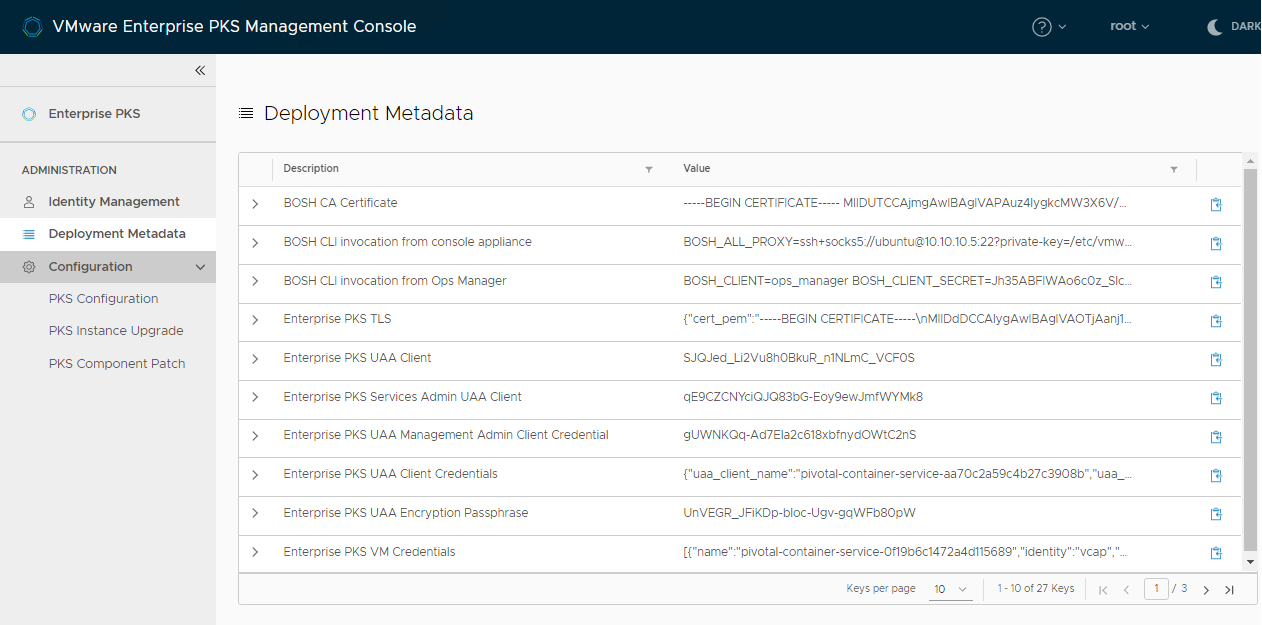 VMware Enterprise PKS Management Console
root
DARK
Enterprise PKS
ADMINISTRATION
Identity Management
Deployment Metadata
Configuration
PKS Configuration
PKS Instance Upgrade
PKS Component Patch
Deployment Metadata
Description Value
BOSH CA Certificate -----BEGIN CERTIFICATE----- MIIDUTCCAjmgAwIBAgIVAPAuz4IygkcMW3X6V/...
BOSH CLI invocation from console appliance BOSH_ALL_PROXY=ssh+socks5://ubuntu@10.10.10.5:22?private-key=/etc/vmw...
BOSH CLI invocation from Ops Manager BOSH_CLIENT=ops_manager BOSH_CLIENT_SECRET=Jh35ABFIWAo6c0z_SIc...
Enterprise PKS TLS {"cert_pem":"-----BEGIN CERTIFICATE-----\nMIIDdDCCAlygAwIBAgIVAOTjAanj1...
Enterprise PKS UAA Client SJQJed_Li2Vu8h0BkuR_n1NLmC_VCF0S
Enterprise PKS Services Admin UAA Client qE9CZCNYciQJQ83bG-Eoy9ewJmfWYMk8
Enterprise PKS UAA Management Admin Client Credential gUWNKQq-Ad7EIa2c618xbfnydOWtC2nS
Enterprise PKS UAA Client Credentials {"uaa_client_name":"pivotal-container-service-aa70c2a59c4b27c3908b","uaa_...
Enterprise PKS UAA Encryption Passphrase UnVEGR_JFiKDp-bloc-Ugv-gqWFb80pW
Enterprise PKS VM Credentials [{"name":"pivotal-container-service-0f19b6c1472a4d115689","identity":"vcap","...
Keys per page 10 1 - 10 of 27 Keys 1 / 3